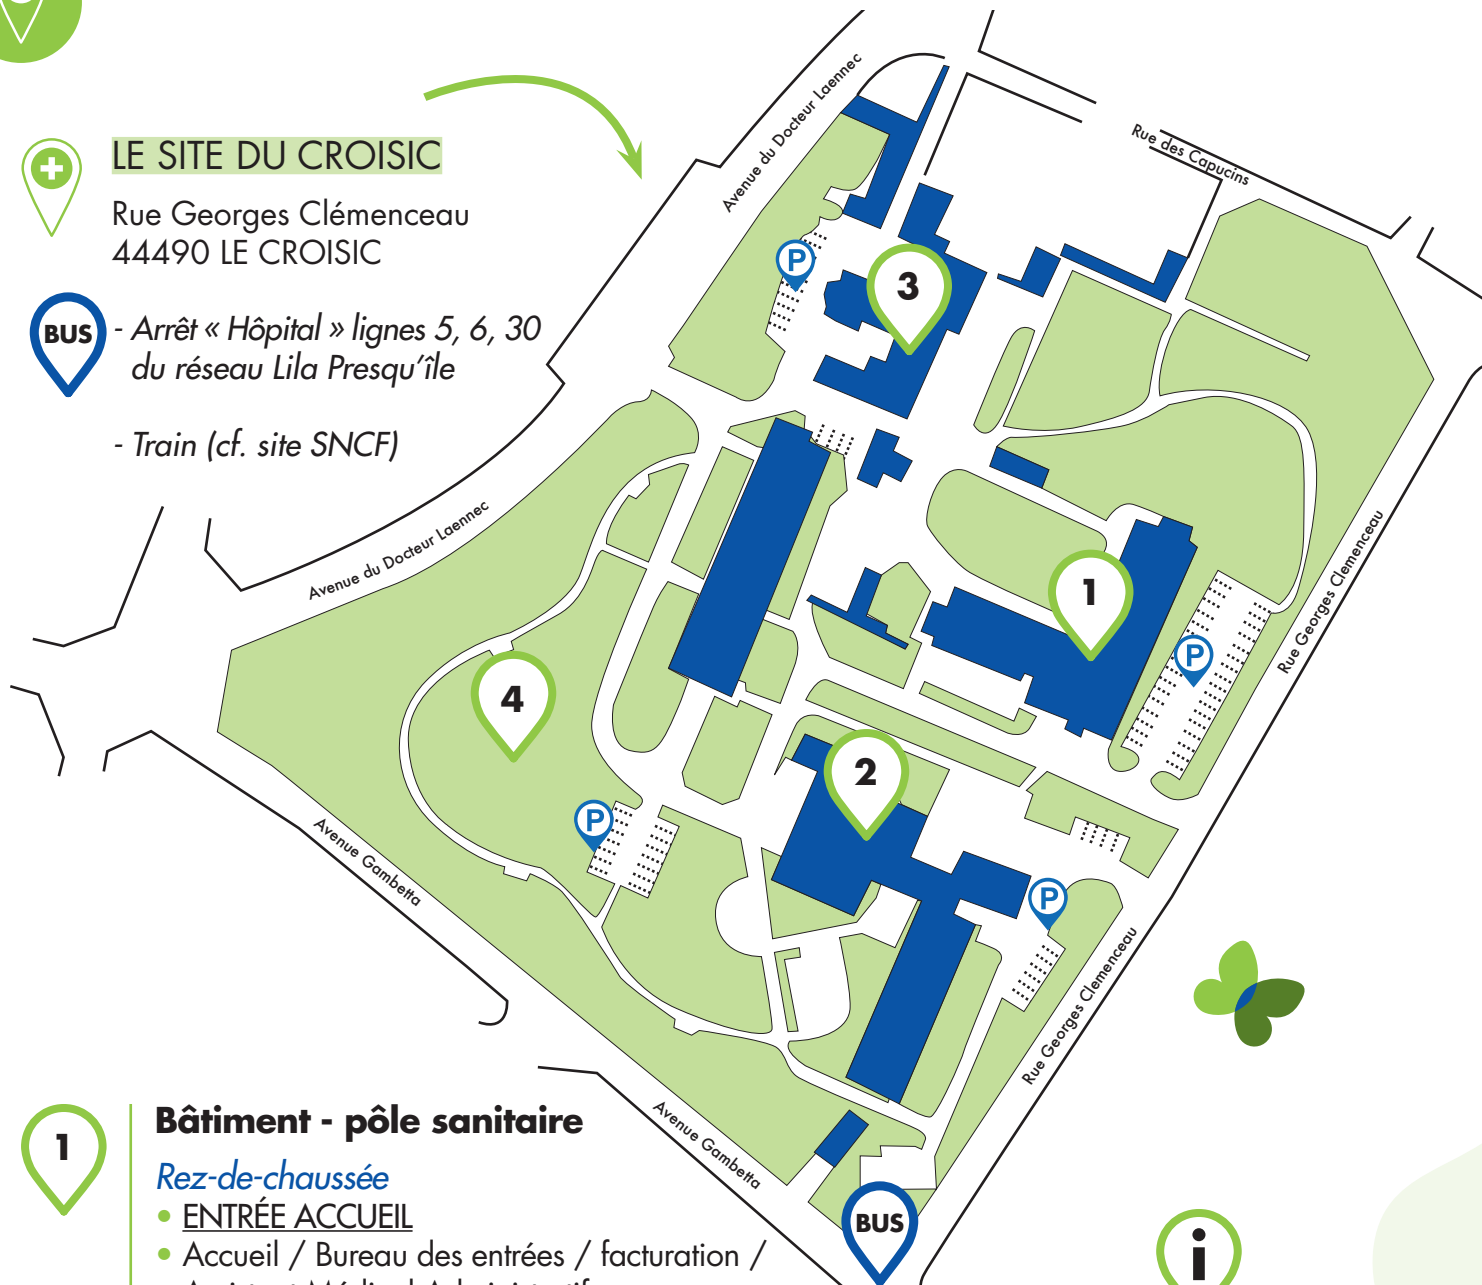 LE SITE DU CROISIC
Rue Georges Clémenceau
44490 LE CROISIC
BUS
- Arrêt « Hôpital » lignes 5, 6, 30
du réseau Lila Presqu’île
- Train (cf. site SNCF)
Avenue du Docteur Laennec
Rue des Capucins
P
3
Avenue du Docteur Laennec
1
Rue Georges Clemenceau
P
4
2
P
Avenue Gambetta
P
Rue Georges Clemenceau
Avenue Gambetta
BUS
1
Bâtiment - pôle sanitaire
Rez-de-chaussée
• ENTRÉE ACCUEIL
• Accueil / Bureau des entrées / facturation /
i